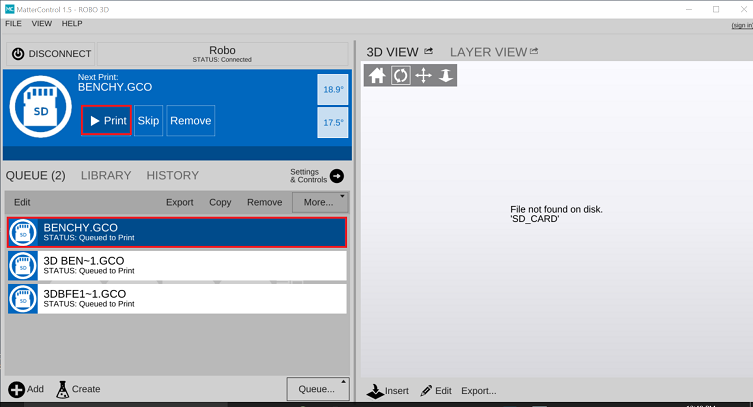 MatterControl 1.5 - ROBO 3D
FILE VIEW HELP
(sign in
DISCONNECT
Robo
STATUS: Connected
Next Print:
BENCHY.GCO
SD
Print Skip Remove
18.9°
17.5°
QUEUE (2) LIBRARY HISTORY
Settings
& Controls
Edit Export Copy Remove More...
SD
BENCHY.GCO
STATUS: Queued to Print
SD
3D BEN~1.GCO
STATUS: Queued to Print
SD
3DBFE1~1.GCO
STATUS: Queued to Print
Add Create Queue...
3D VIEW LAYER VIEW
File not found on disk.
'SD_CARD'
Insert Edit Export...